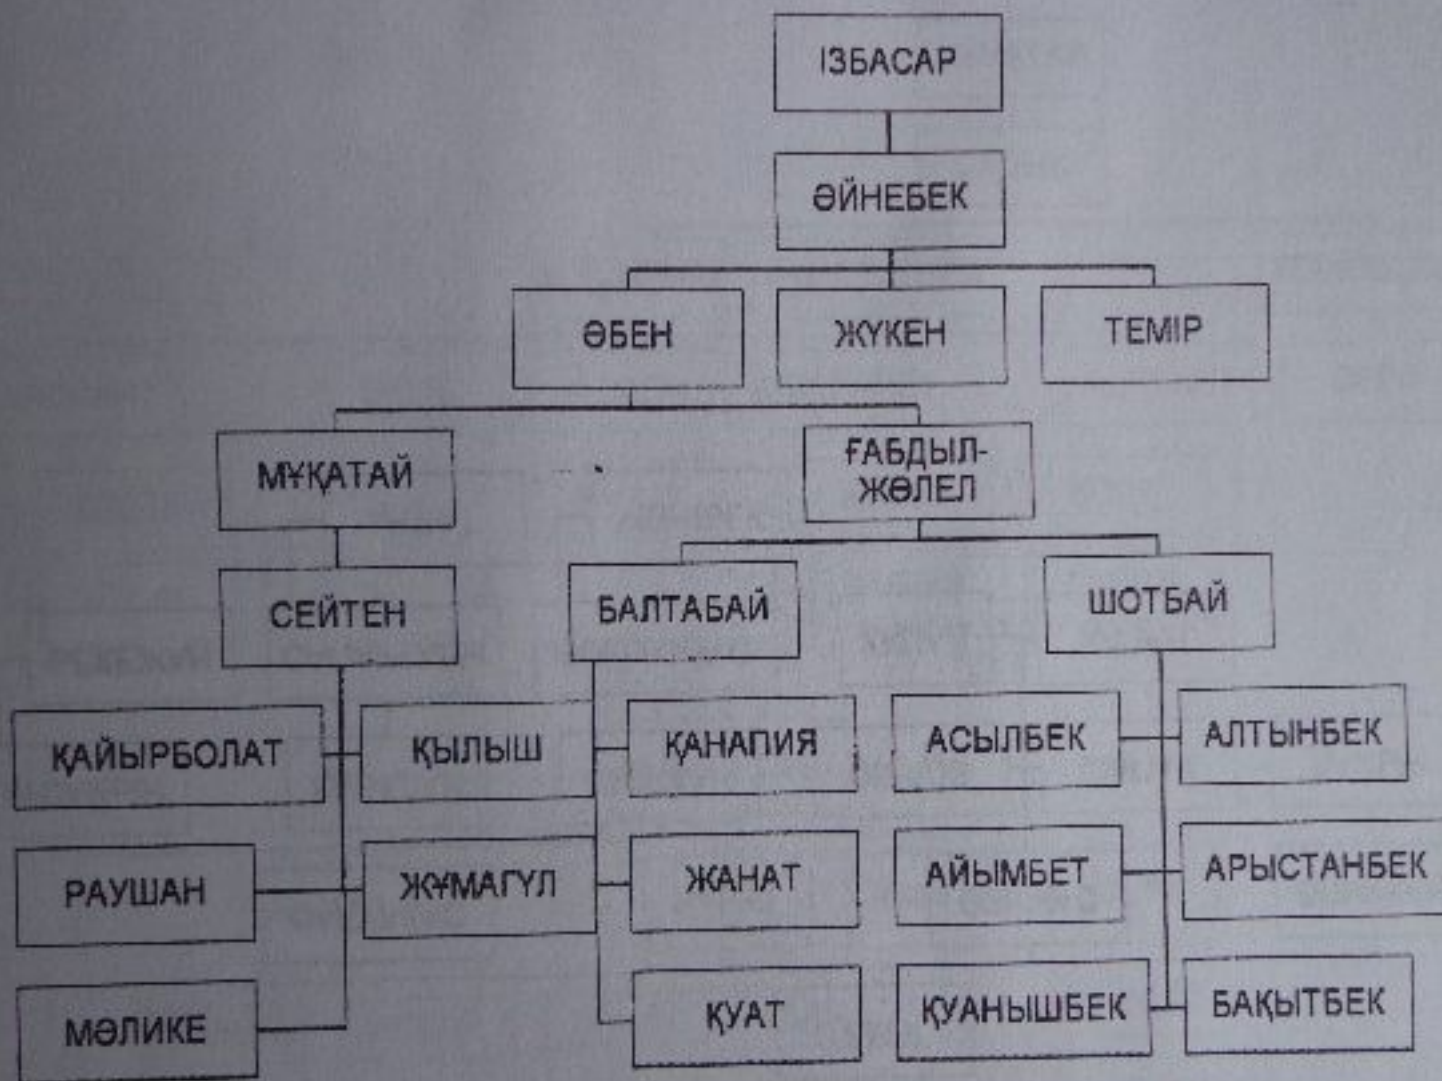 ІЗБАСАР
ӘЙНЕБЕК
ӘБЕН
ЖҮКЕН
ТЕМІР
МҰҚАТАЙ
ҒАБДЫЛ-
ЖӘЛЕЛ
СЕЙТЕН
БАЛТАБАЙ
ШОТБАЙ
ҚАЙЫРБОЛАТ
ҚЫЛЫШ
ҚАНАПИЯ
АСЫЛБЕК
АЛТЫНБЕК
РАУШАН
ЖҰМАГҮЛ
ЖАНАТ
АЙЫМБЕТ
АРЫСТАНБЕК
МӘЛИКЕ
ҚУАТ
ҚУАНЫШБЕК
БАҚЫТБЕК